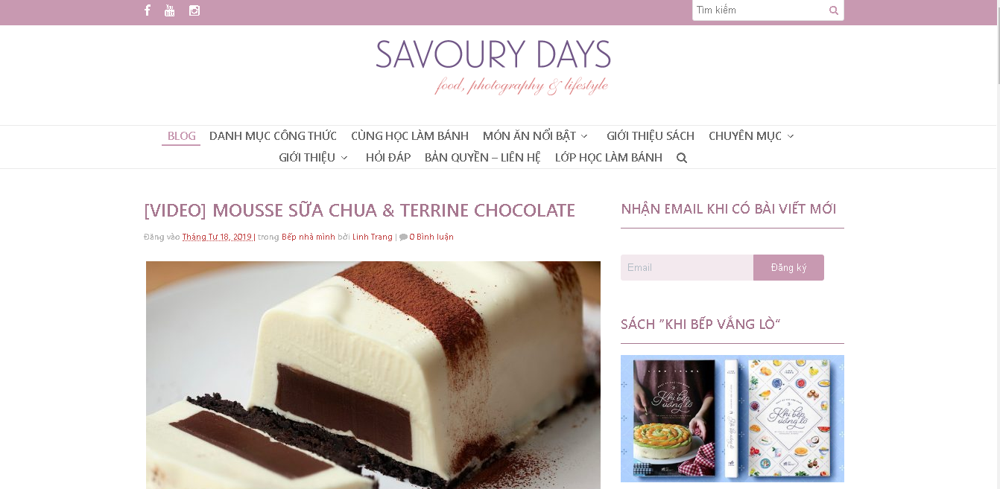 Tìm kiếm
SAVOURY DAYS
food, photography & lifestyle
BLOG DANH MỤC CÔNG THỨC CÙNG HỌC LÀM BÁNH MÓN ĂN NỔI BẬT GIỚI THIỆU SÁCH CHUYÊN MỤC
GIỚI THIỆU HỎI ĐÁP BẢN QUYỀN – LIÊN HỆ LỚP HỌC LÀM BÁNH
[VIDEO] MOUSSE SỮA CHUA & TERRINE CHOCOLATE
Đăng vào Tháng Tư 18, 2019 | trong Bếp nhà mình bởi Linh Trang | 0 Bình luận
NHẬN EMAIL KHI CÓ BÀI VIẾT MỚI
Email Đăng ký
SÁCH “KHI BẾP VẮNG LÒ”
LINH TRANG
Khi bếp
vắng lò
Khi bếp
vắng lò